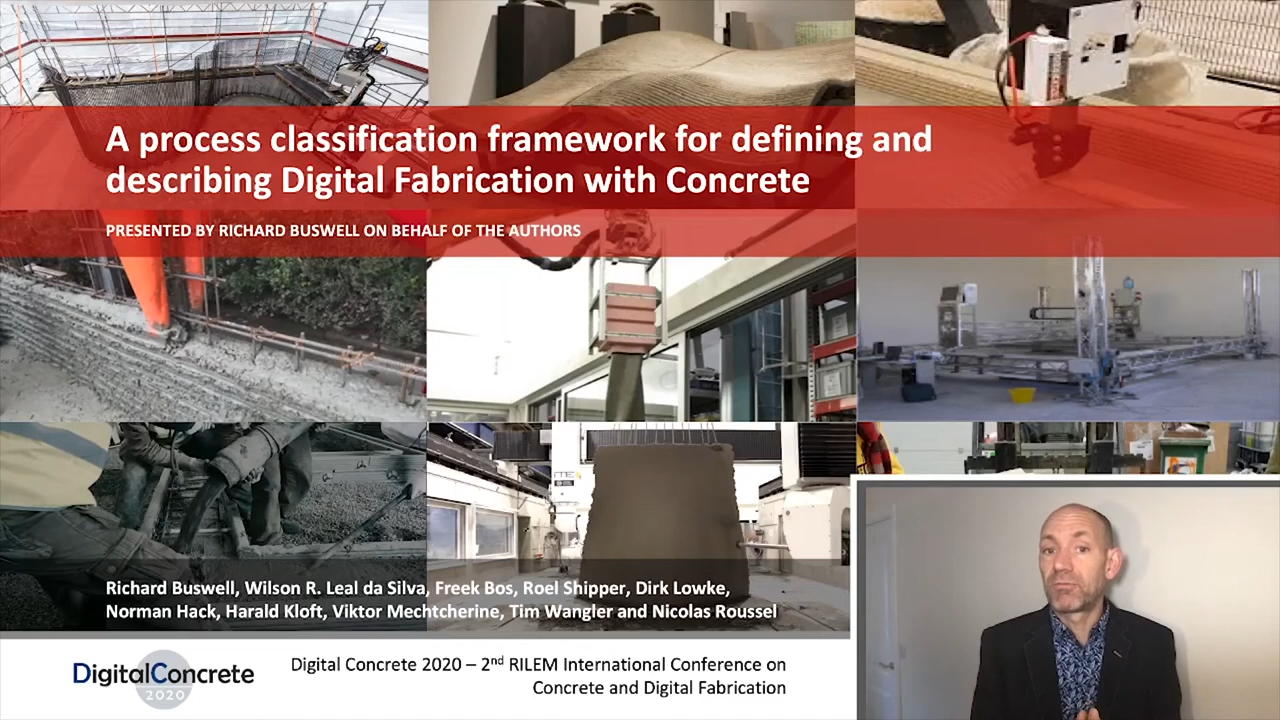 A process classification framework for defining and
describing Digital Fabrication with Concrete
PRESENTED BY RICHARD BUSWELL ON BEHALF OF THE AUTHORS
Richard Buswell, Wilson R. Leal da Silva, Freek Bos, Roel Shipper, Dirk Lowke,
Norman Hack, Harald Kloft, Viktor Mechtcherine, Tim Wangler and Nicolas Roussel
DigitalConcrete
2020
Digital Concrete 2020 – 2nd RILEM International Conference on
Concrete and Digital Fabrication